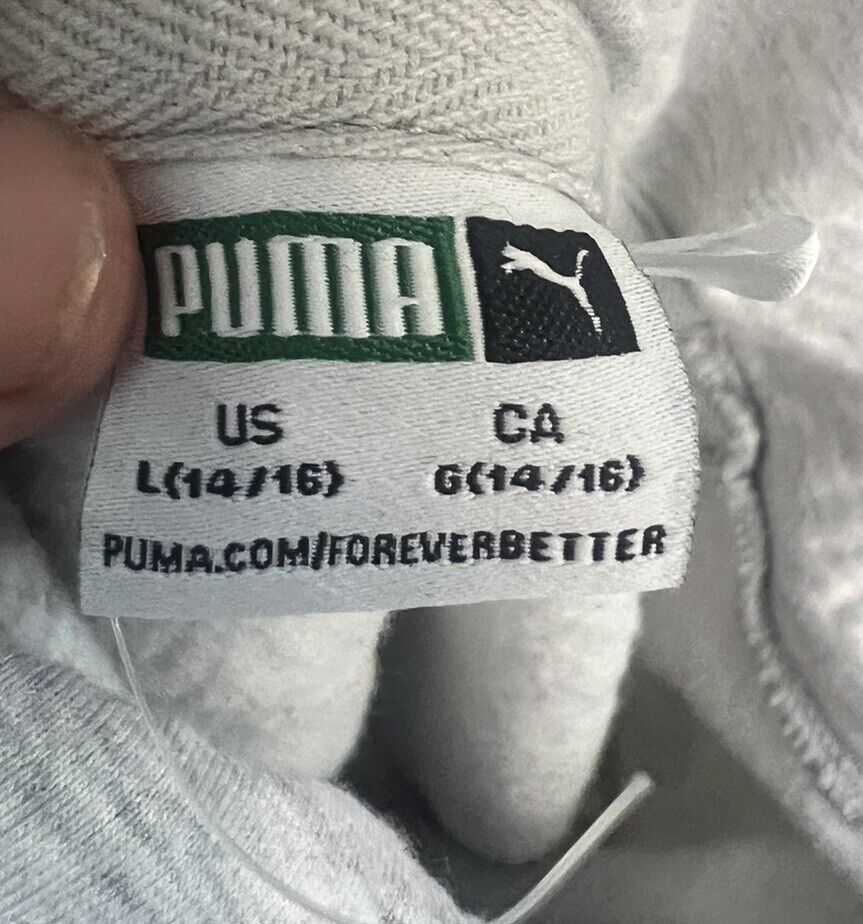 PUMA
US CA
L(14/16) G(14/16)
PUMA.COM/FOREVERBETTER